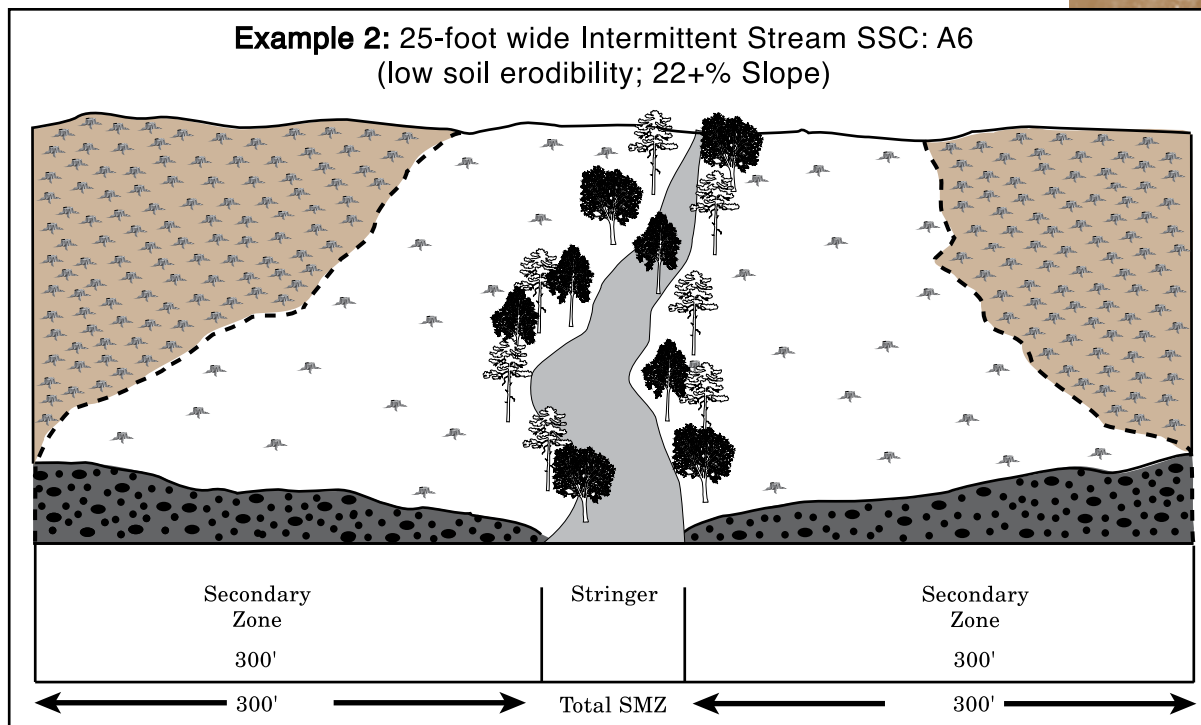 Example 2: 25-foot wide Intermittent Stream SSC: A6
(low soil erodibility; 22+% Slope)
Secondary Zone
Stringer
Secondary Zone
300'
300'
300'
Total SMZ
300'